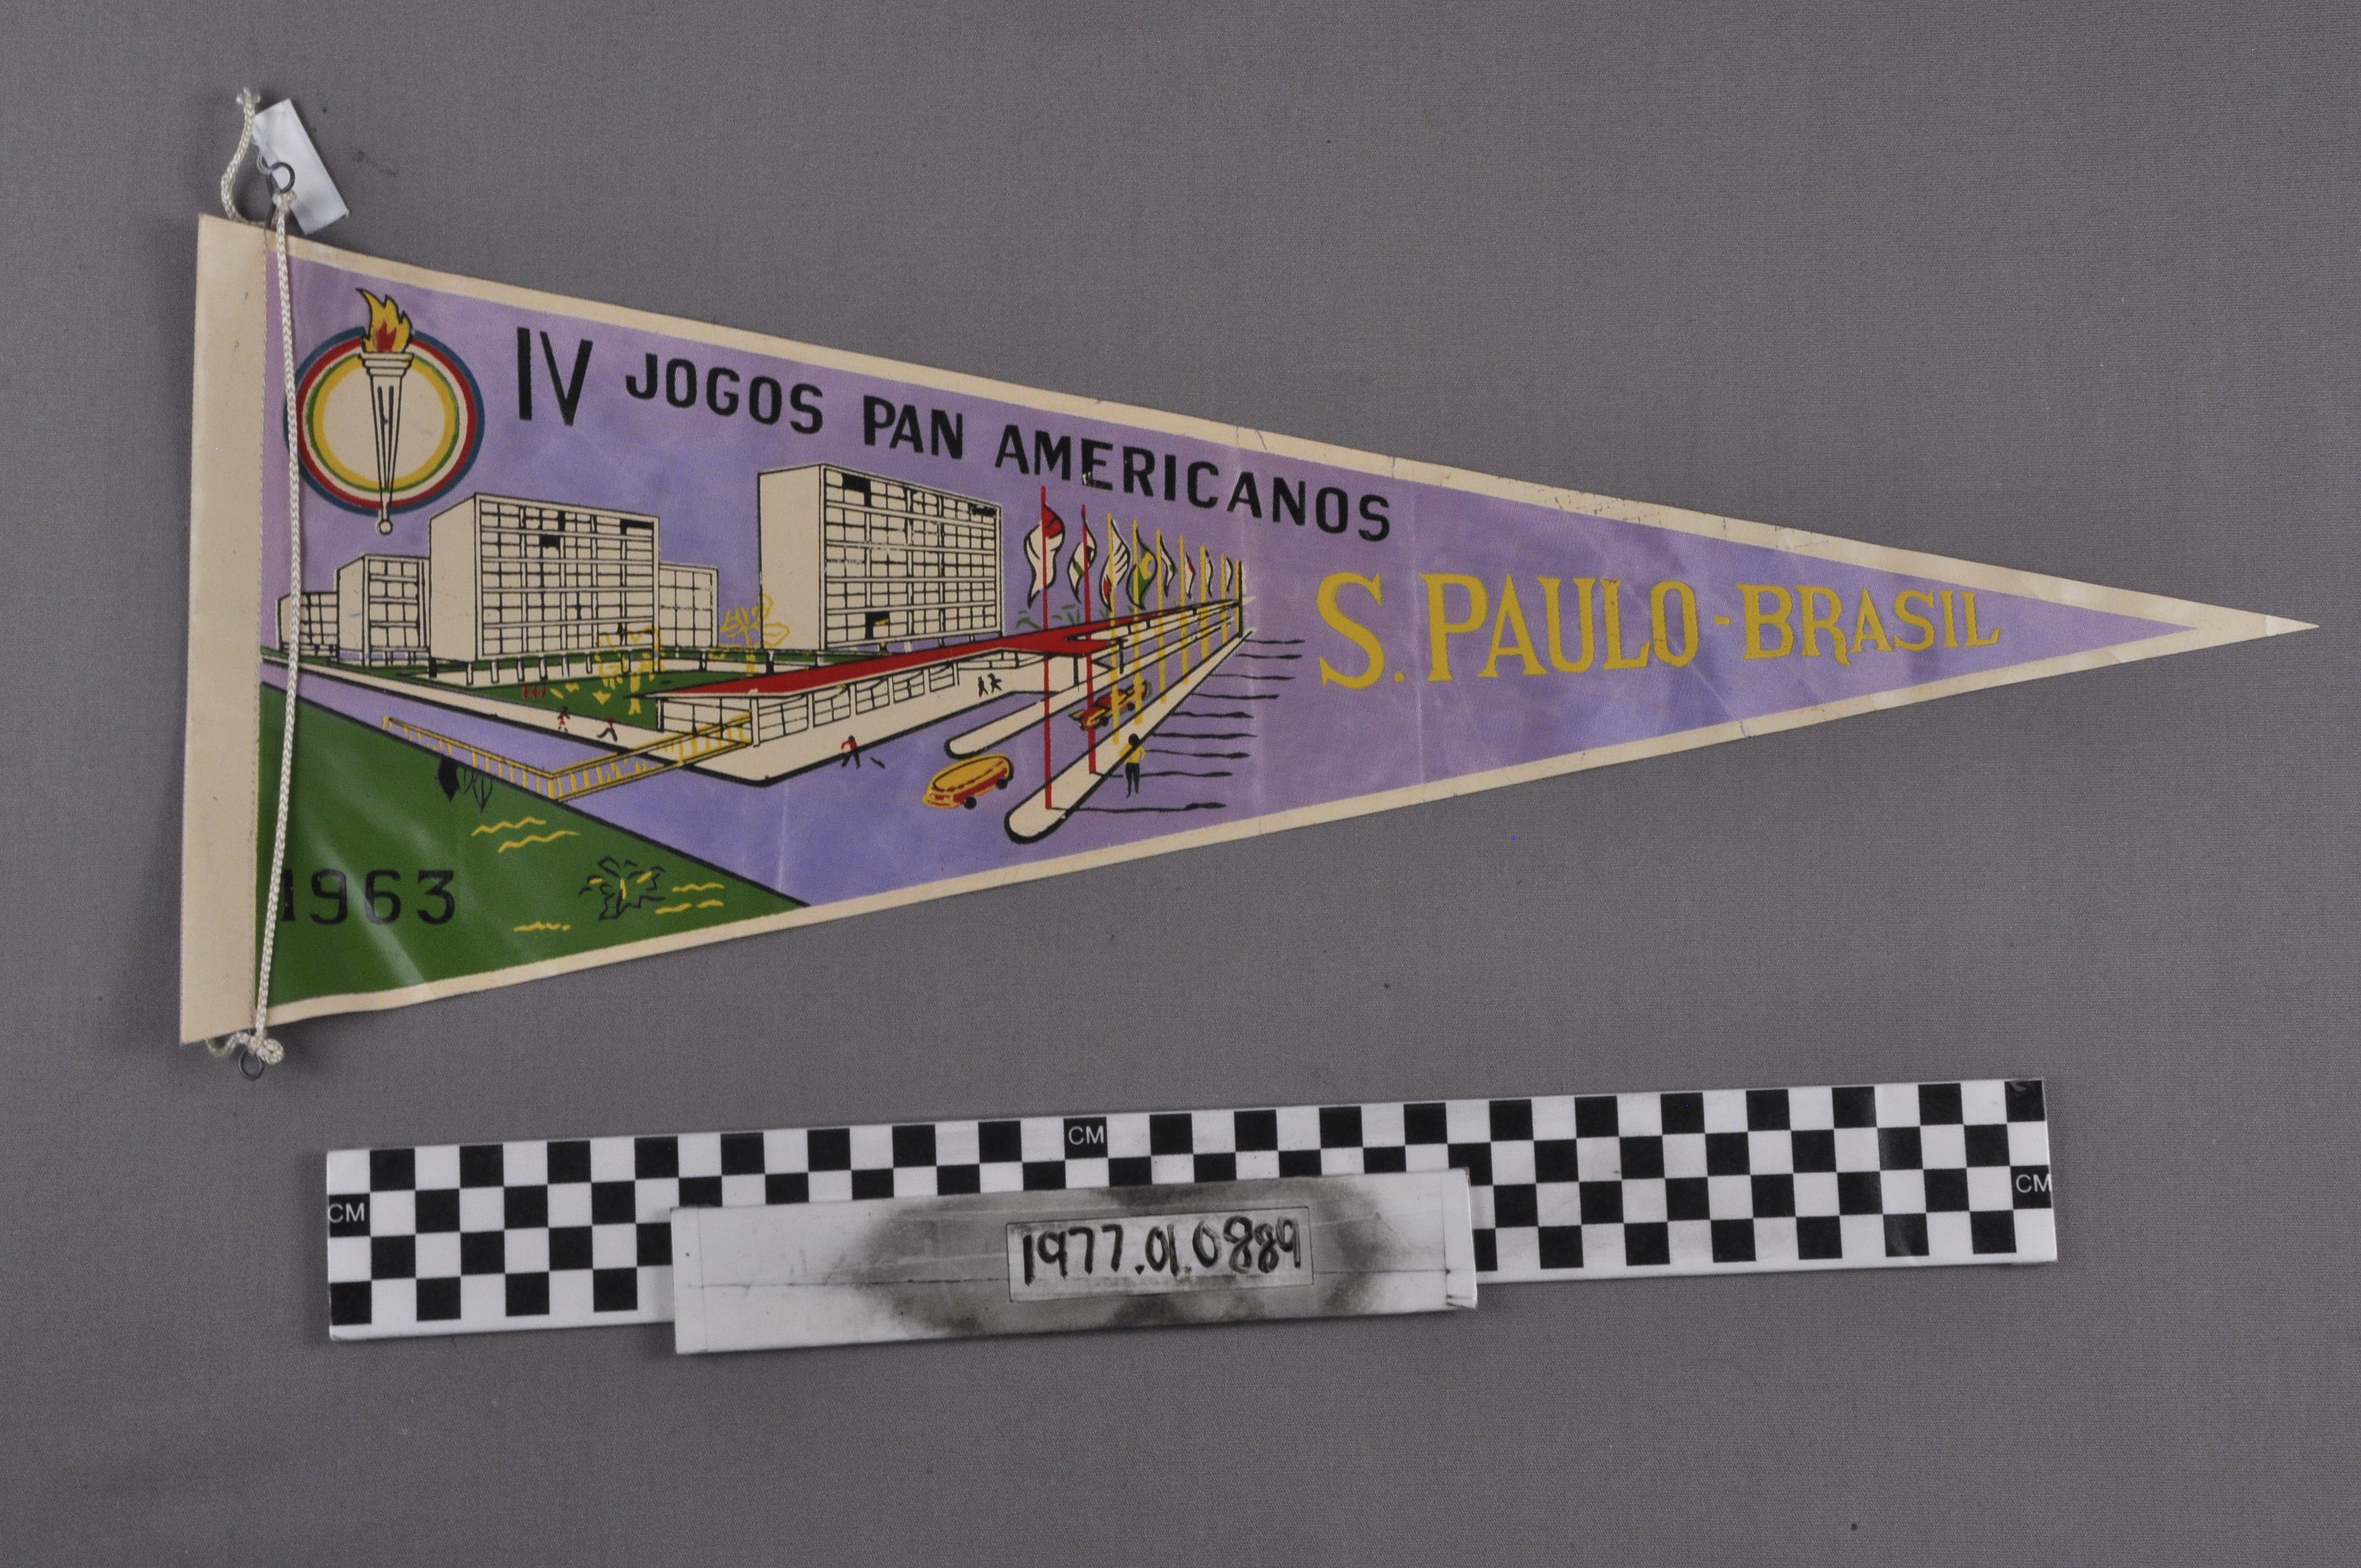 IV JOGOS PAN AMERICANOS
S. PAULO-BRASIL
1963
CM
CM
CM
1977.01.0889